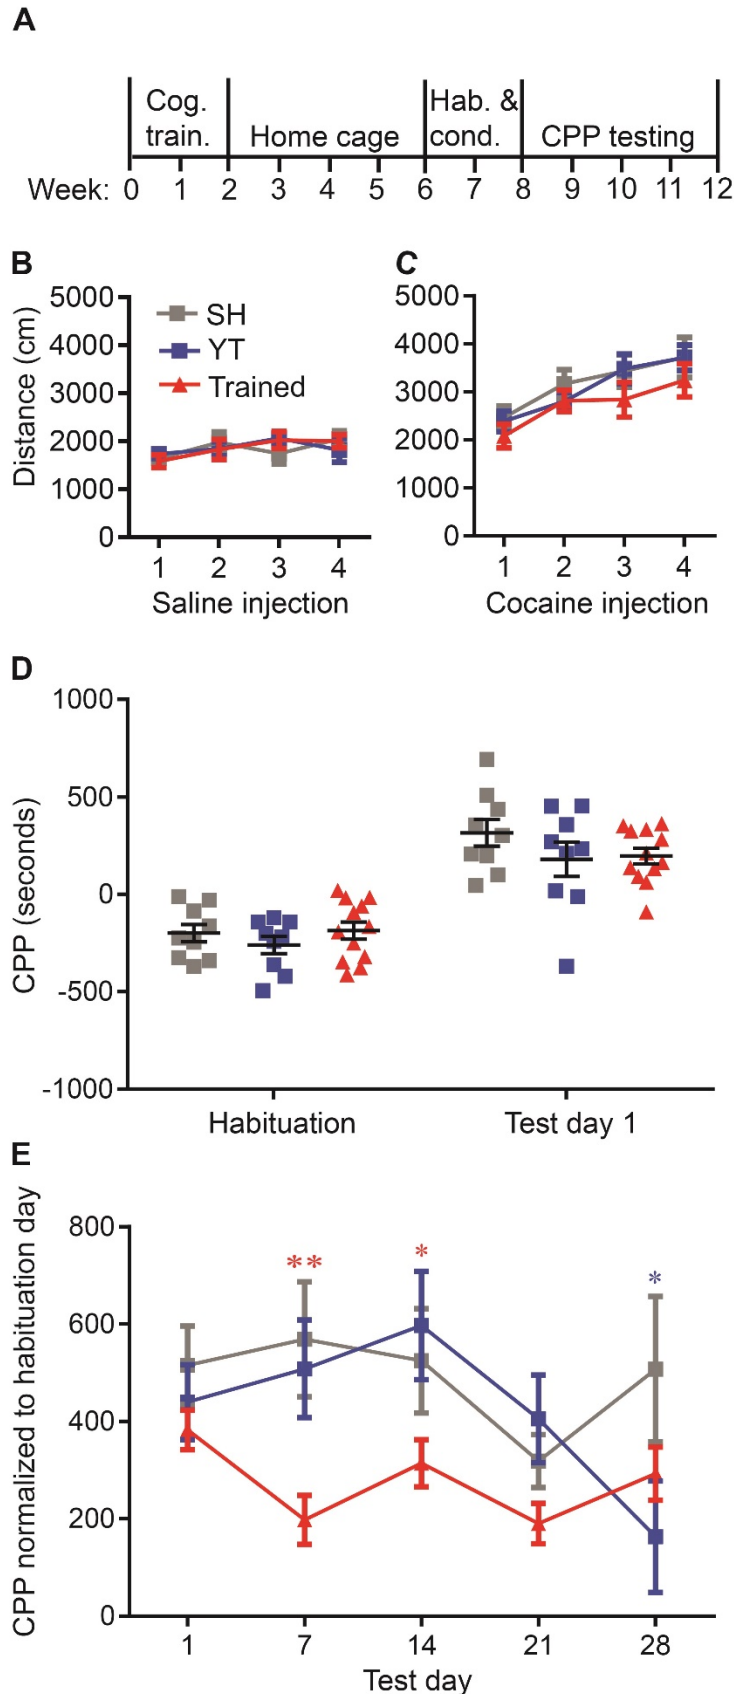 A
Cog.
train.
Home cage
Hab. &
cond.
CPP testing
Week: 0 1 2 3 4 5 6 7 8 9 10 11 12
B
Distance (cm)
5000
4000
3000
2000
1000
0
SH
YT
Trained
1 2 3 4
Saline injection
C
5000
4000
3000
2000
1000
0
1 2 3 4
Cocaine injection
D
CPP (seconds)
1000
500
0
-500
-1000
Habituation Test day 1
E
CPP normalized to habituation day
800
600
400
200
0
** * *
1 7 14 21 28
Test day